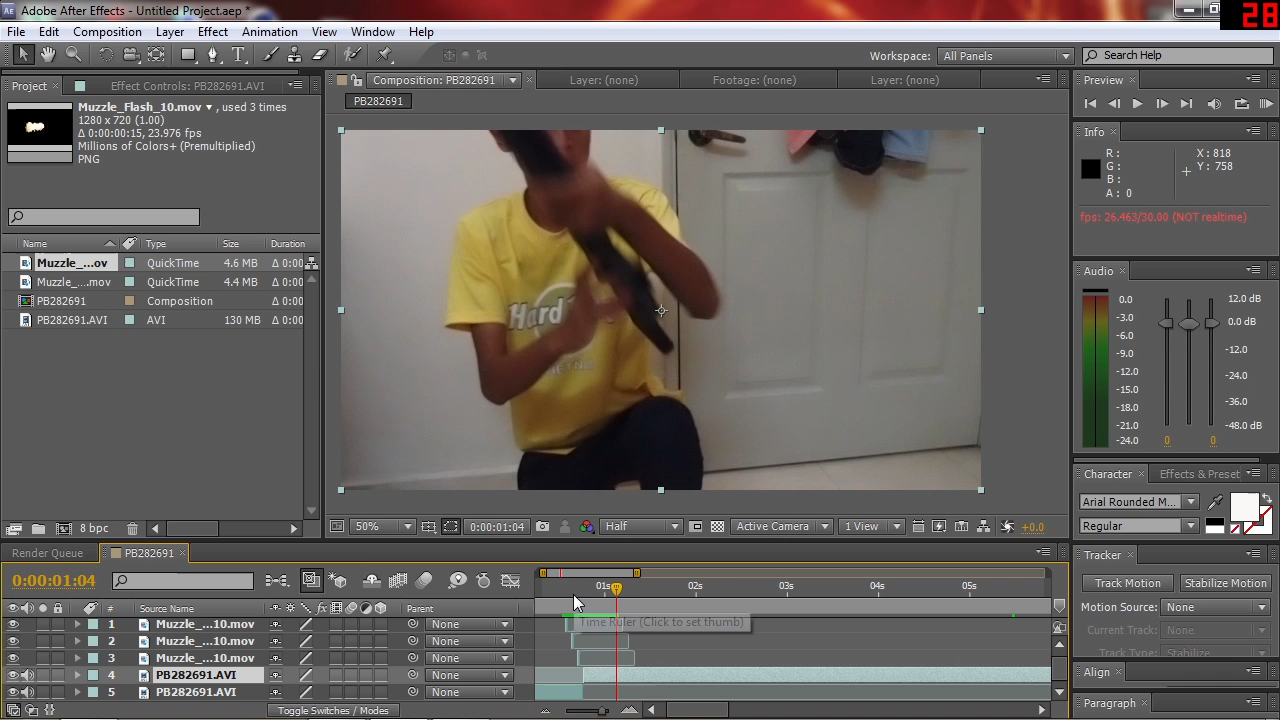 Adobe After Effects - Untitled Project.aep *
28
File Edit Composition Layer Effect Animation View Window Help
Workspace: All Panels Search Help
Project Effect Controls: PB282691.AVI
Composition: PB282691 Layer: (none) Footage: (none) Layer: (none)
Preview
PB282691
Muzzle_Flash_10.mov , used 3 times
1280 x 720 (1.00)
Δ 0:00:00:15, 23.976 fps
Millions of Colors+ (Premultiplied)
PNG
Info
R : X : 818
G : Y : 758
B :
A : 0
fps: 26.463/30.00 (NOT realtime)
Name Type Size Duration
Muzzle_...ov QuickTime 4.6 MB Δ 0:00
Muzzle_....mov QuickTime 4.4 MB Δ 0:00
PB282691 Composition Δ 0:00
PB282691.AVI AVI 130 MB Δ 0:00
Hard
Audio
0.0 12.0 dB
-3.0 0.0 dB
-6.0
-9.0 -12.0
-12.0
-15.0 -24.0
-18.0 -36.0
-21.0 -48.0 dB
-24.0 0 0
Character Effects & Preset
Arial Rounded M...
Regular
8 bpc
50% 0:00:01:04 Half Active Camera 1 View +0.0
Render Queue PB282691
0:00:01:04
01s 02s 03s 04s 05s
Time Ruler (Click to set thumb)
# Source Name Parent
1 Muzzle_...10.mov None
2 Muzzle_...10.mov None
3 Muzzle_...10.mov None
4 PB282691.AVI None
5 PB282691.AVI None
Toggle Switches / Modes
Tracker
Track Motion Stabilize Motion
Motion Source: None
Current Track: None
Track Type: Stabilize
Align
Paragraph